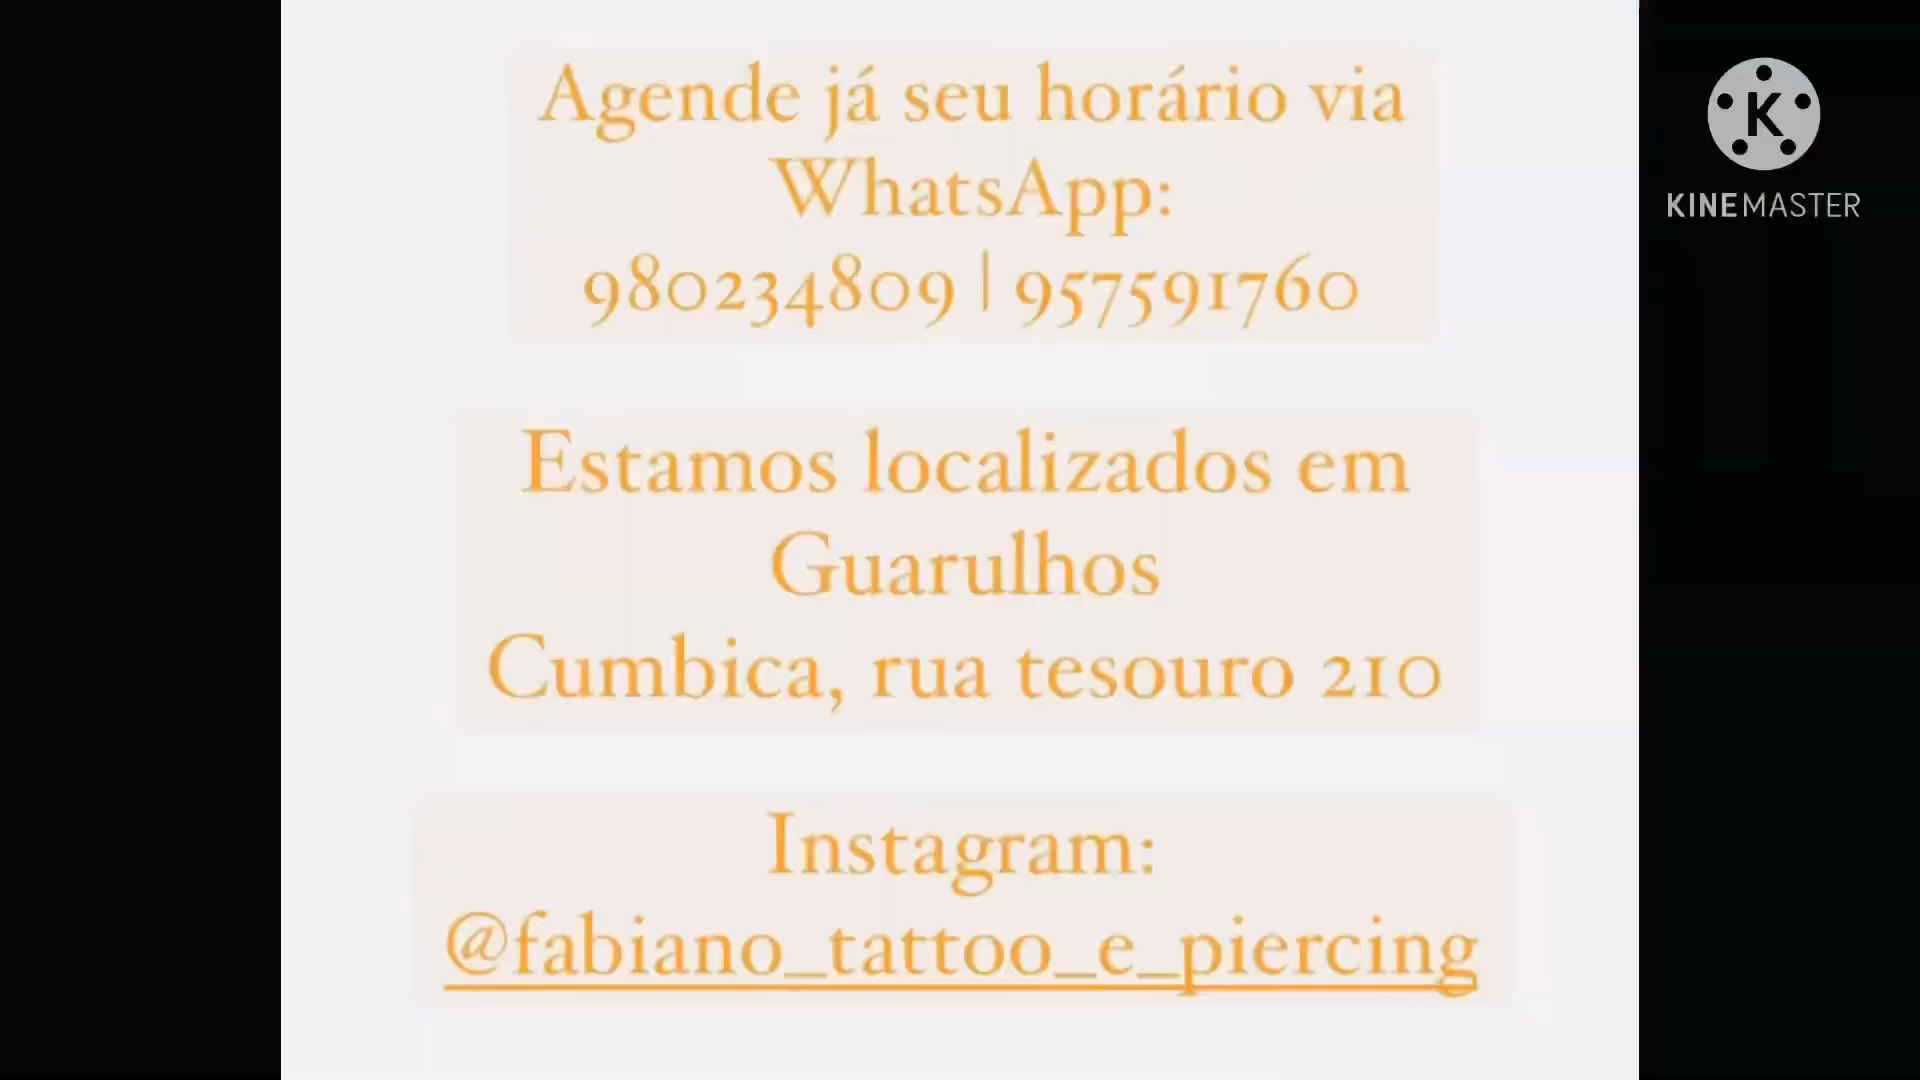 Agende já seu horário via
WhatsApp:
980234809 | 957591760
Estamos localizados em
Guarulhos
Cumbica, rua tesouro 210
Instagram:
@fabiano_tattoo_e_piercing
K
KINEMASTER